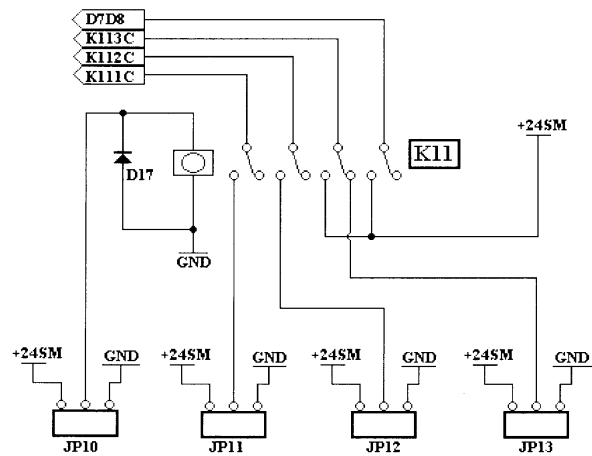 D7D8
K113C
K112C
K111C
+24SM
K11
D17
GND
+24SM
GND
+24SM
GND
+24SM
GND
+24SM
GND
JP10
JP11
JP12
JP13